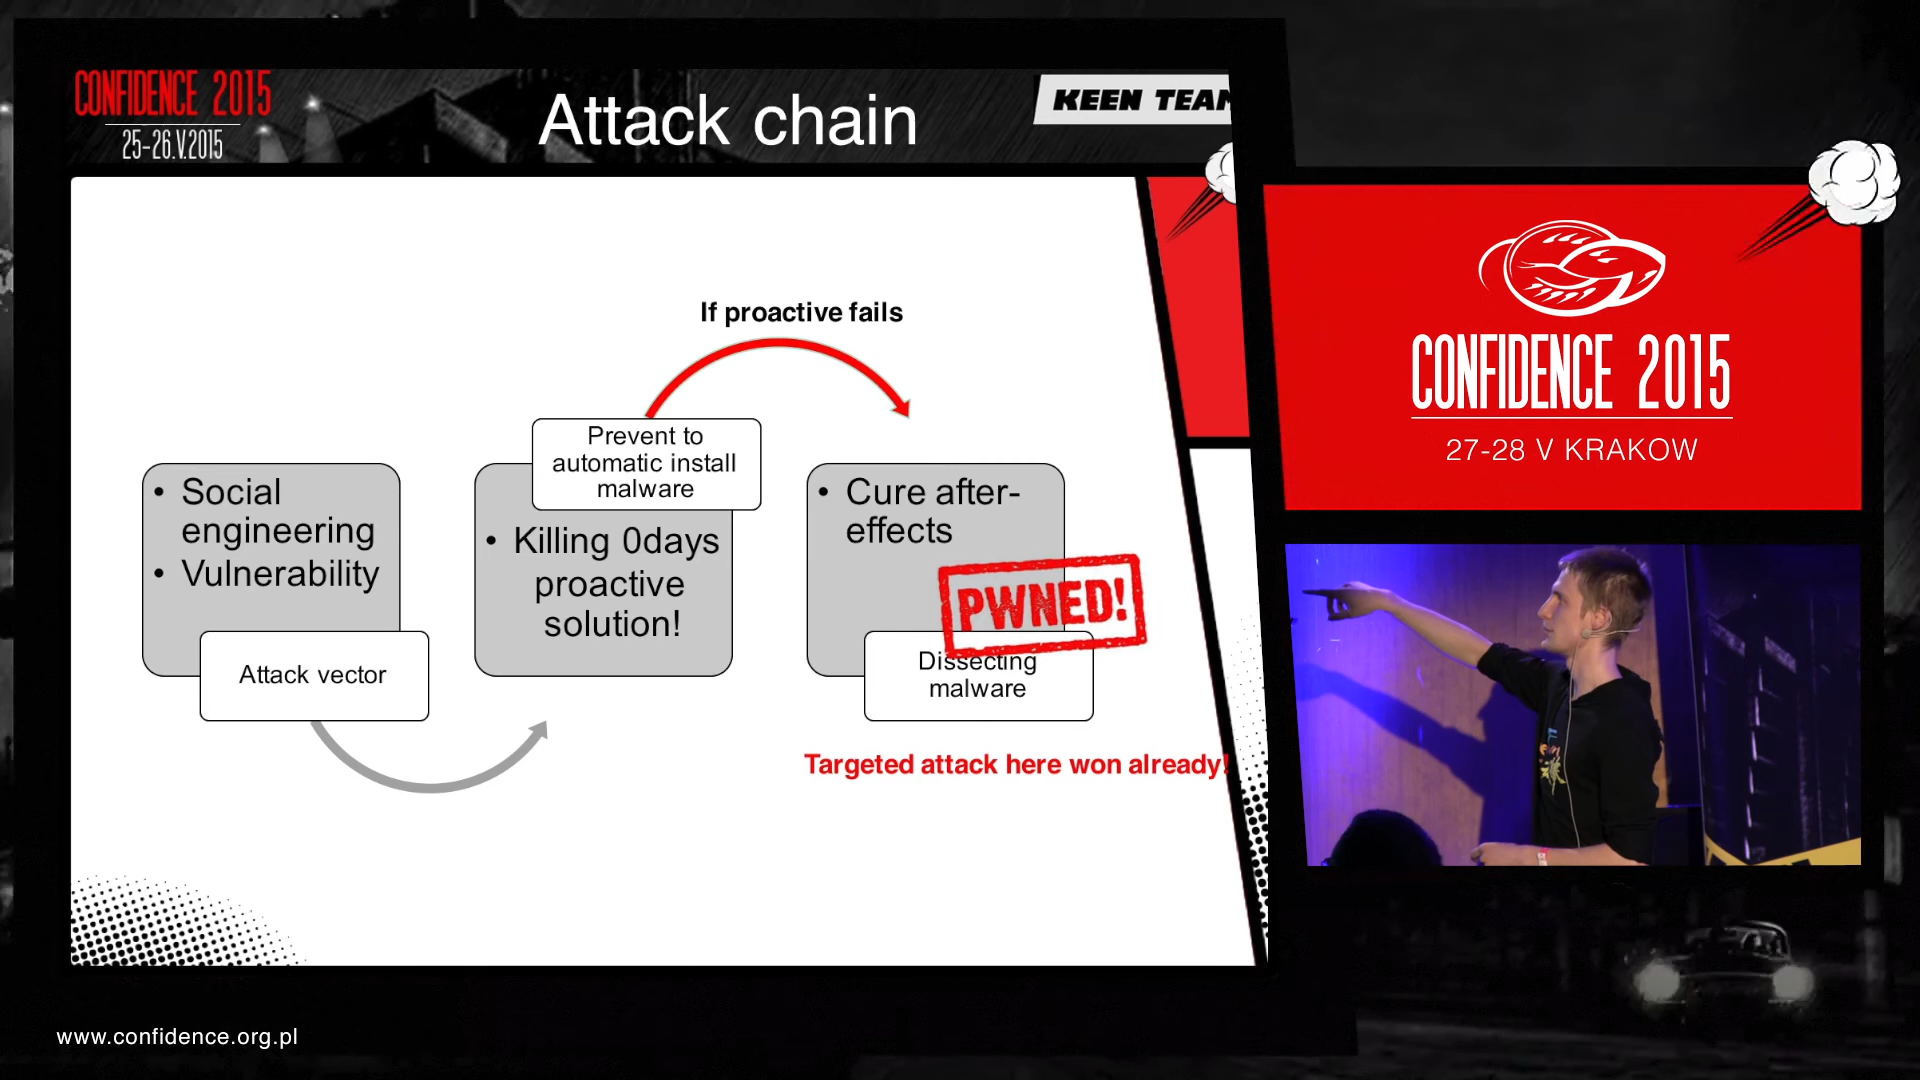 CONFIDENCE 2015
25-26.V.2015
Attack chain
KEEN TEAM
If proactive fails
Prevent to
automatic install
malware
• Social
engineering
• Vulnerability
Attack vector
• Killing 0days
proactive
solution!
• Cure after-
effects
PWNED!
Dissecting
malware
Targeted attack here won already!
CONFIDENCE 2015
27-28 V KRAKOW
www.confidence.org.pl